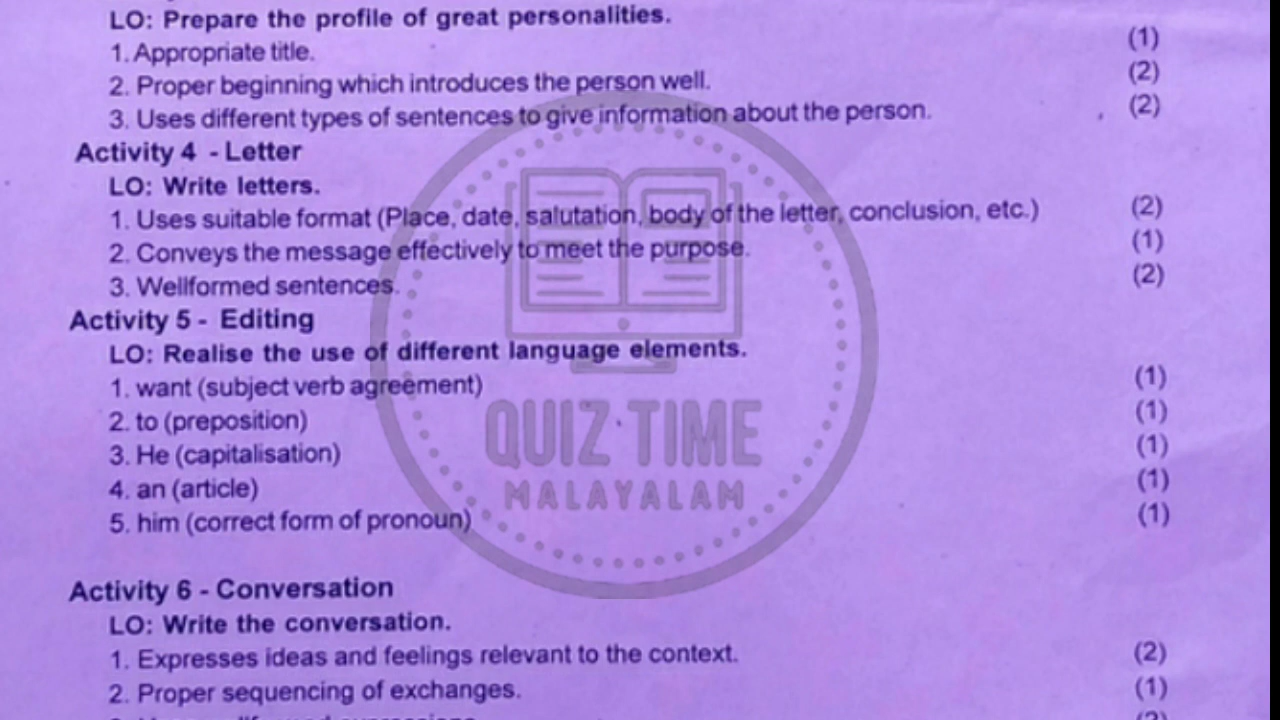 LO: Prepare the profile of great personalities.
1. Appropriate title. (1)
2. Proper beginning which introduces the person well. (2)
3. Uses different types of sentences to give information about the person. (2)
Activity 4 - Letter
LO: Write letters.
1. Uses suitable format (Place, date, salutation, body of the letter, conclusion, etc.) (2)
2. Conveys the message effectively to meet the purpose. (1)
3. Wellformed sentences. (2)
Activity 5 - Editing
LO: Realise the use of different language elements.
1. want (subject verb agreement) (1)
2. to (preposition) (1)
3. He (capitalisation) (1)
4. an (article) (1)
5. him (correct form of pronoun) (1)
QUIZ TIME
MALAYALAM
Activity 6 - Conversation
LO: Write the conversation.
1. Expresses ideas and feelings relevant to the context. (2)
2. Proper sequencing of exchanges. (1)